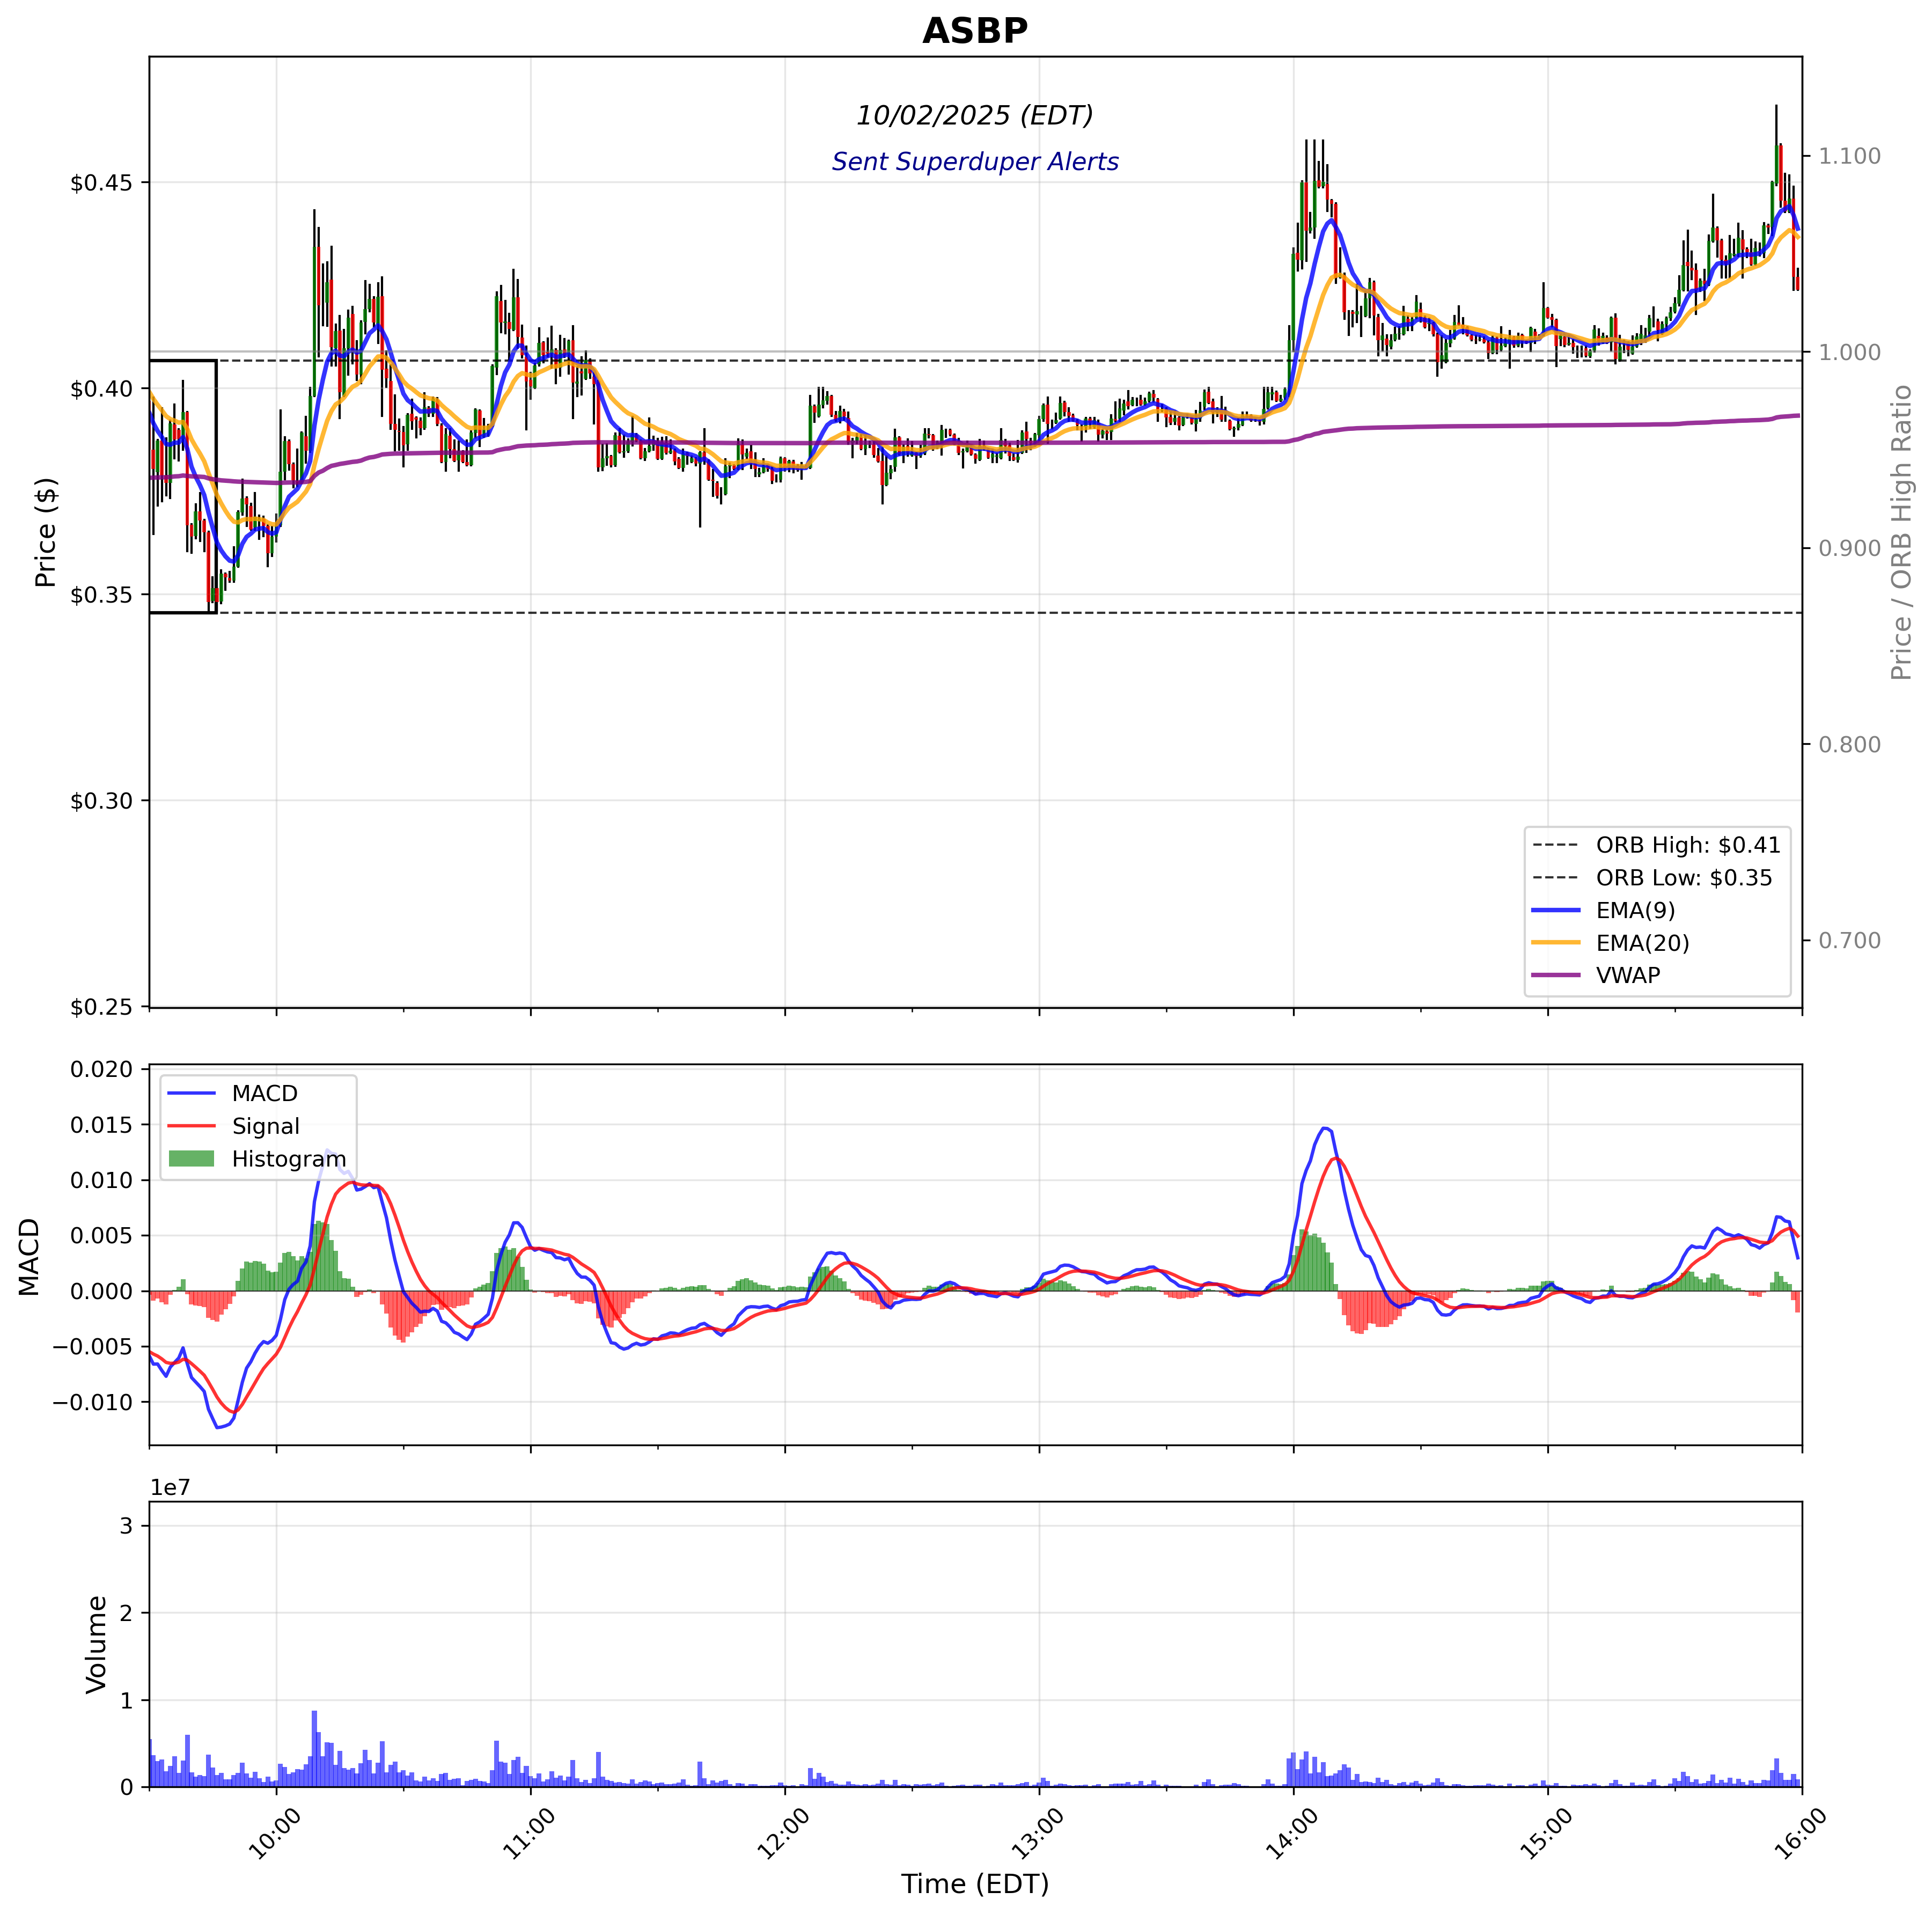 ASBP
10/02/2025 (EDT)
Sent Superduper Alerts
Price ($)
$0.45
$0.40
$0.35
$0.30
$0.25
1.100
1.000
0.900
0.800
0.700
Price / ORB High Ratio
ORB High: $0.41
ORB Low: $0.35
EMA(9)
EMA(20)
VWAP
MACD
0.020
0.015
0.010
0.005
0.000
−0.005
−0.010
MACD
Signal
Histogram
1e7
Volume
3
2
1
0
10:00
11:00
12:00
13:00
14:00
15:00
16:00
Time (EDT)